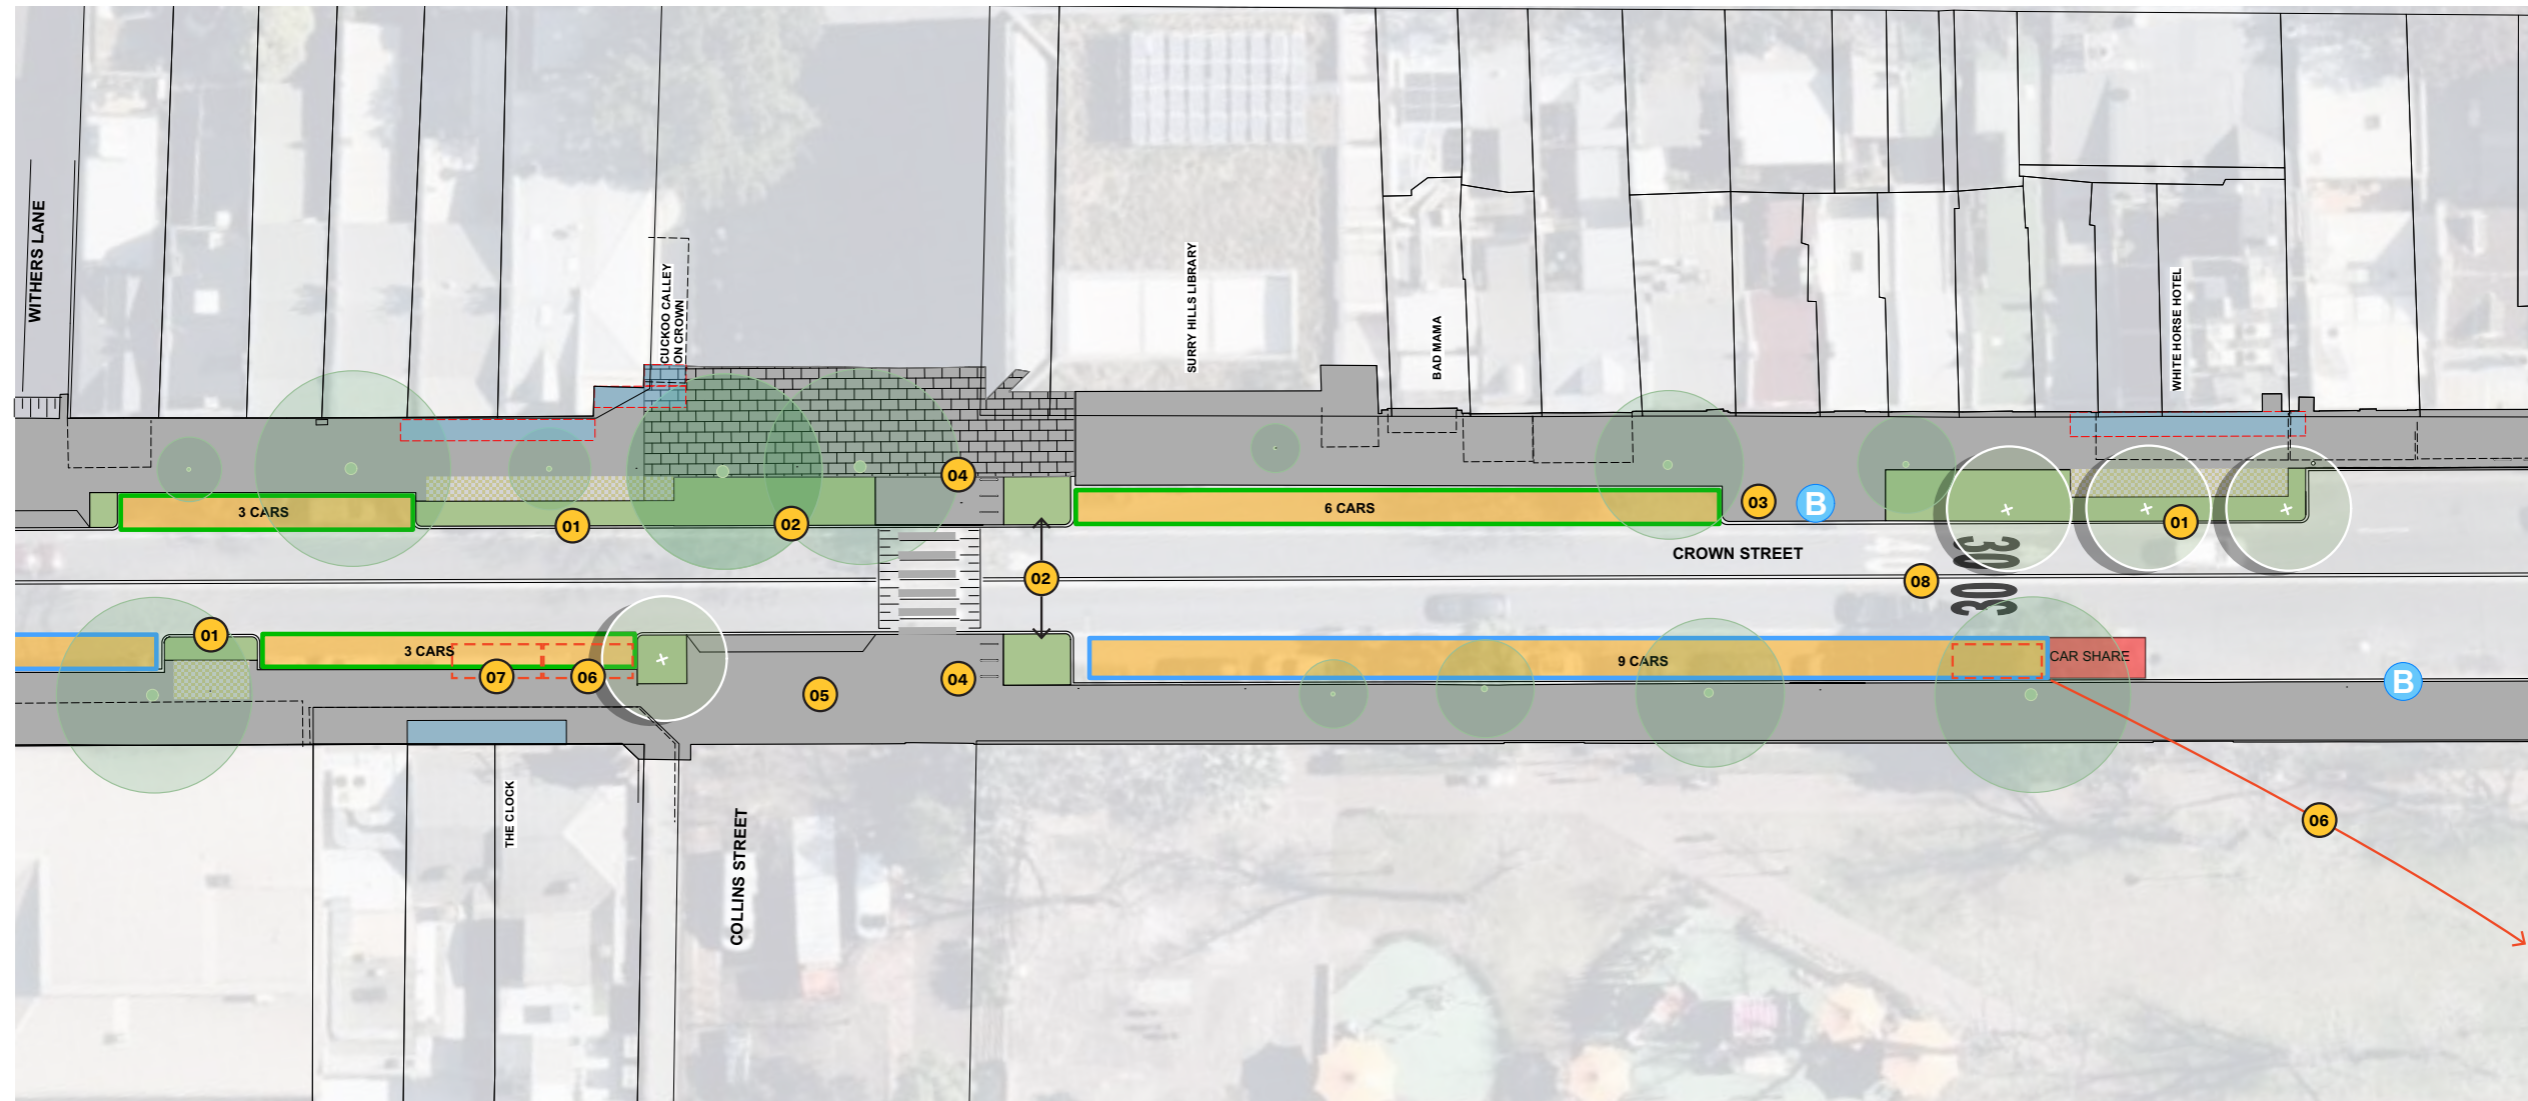 WITHERS LANE
CUCKOO CALLEY
ON CROWN
SURRY HILLS LIBRARY
BAD MAMA
WHITE HORSE HOTEL
3 CARS
01
02
04
6 CARS
03
B
01
CROWN STREET
02
08
30
30
01
3 CARS
07
06
05
04
9 CARS
CAR SHARE
B
06
THE CLOCK
COLLINS STREET